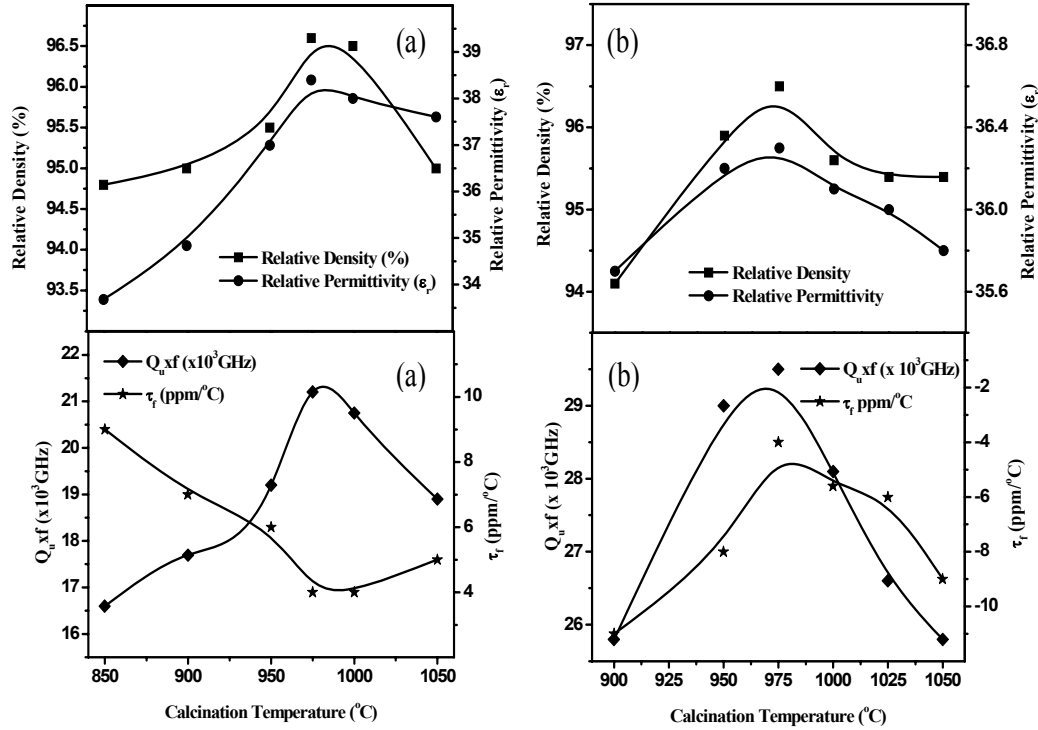 (a)
Relative Density (%)
96.5
96.0
95.5
95.0
94.5
94.0
93.5
39
38
37
36
35
34
Relative Permittivity (εr)
Relative Density (%)
Relative Permittivity (εr)
(b)
Relative Density (%)
97
96
95
94
36.8
36.4
36.0
35.6
Relative Permittivity (εr)
Relative Density
Relative Permittivity
(a)
Quxf (x10³GHz)
τf (ppm/°C)
Quxf (x10³GHz)
22
21
20
19
18
17
16
10
8
6
4
τf (ppm/°C)
850 900 950 1000 1050
Calcination Temperature (°C)
(b)
Quxf (x 10³GHz)
τf ppm/°C
Quxf (x 10³GHz)
29
28
27
26
-2
-4
-6
-8
-10
τf (ppm/°C)
900 925 950 975 1000 1025 1050
Calcination Temperature (°C)